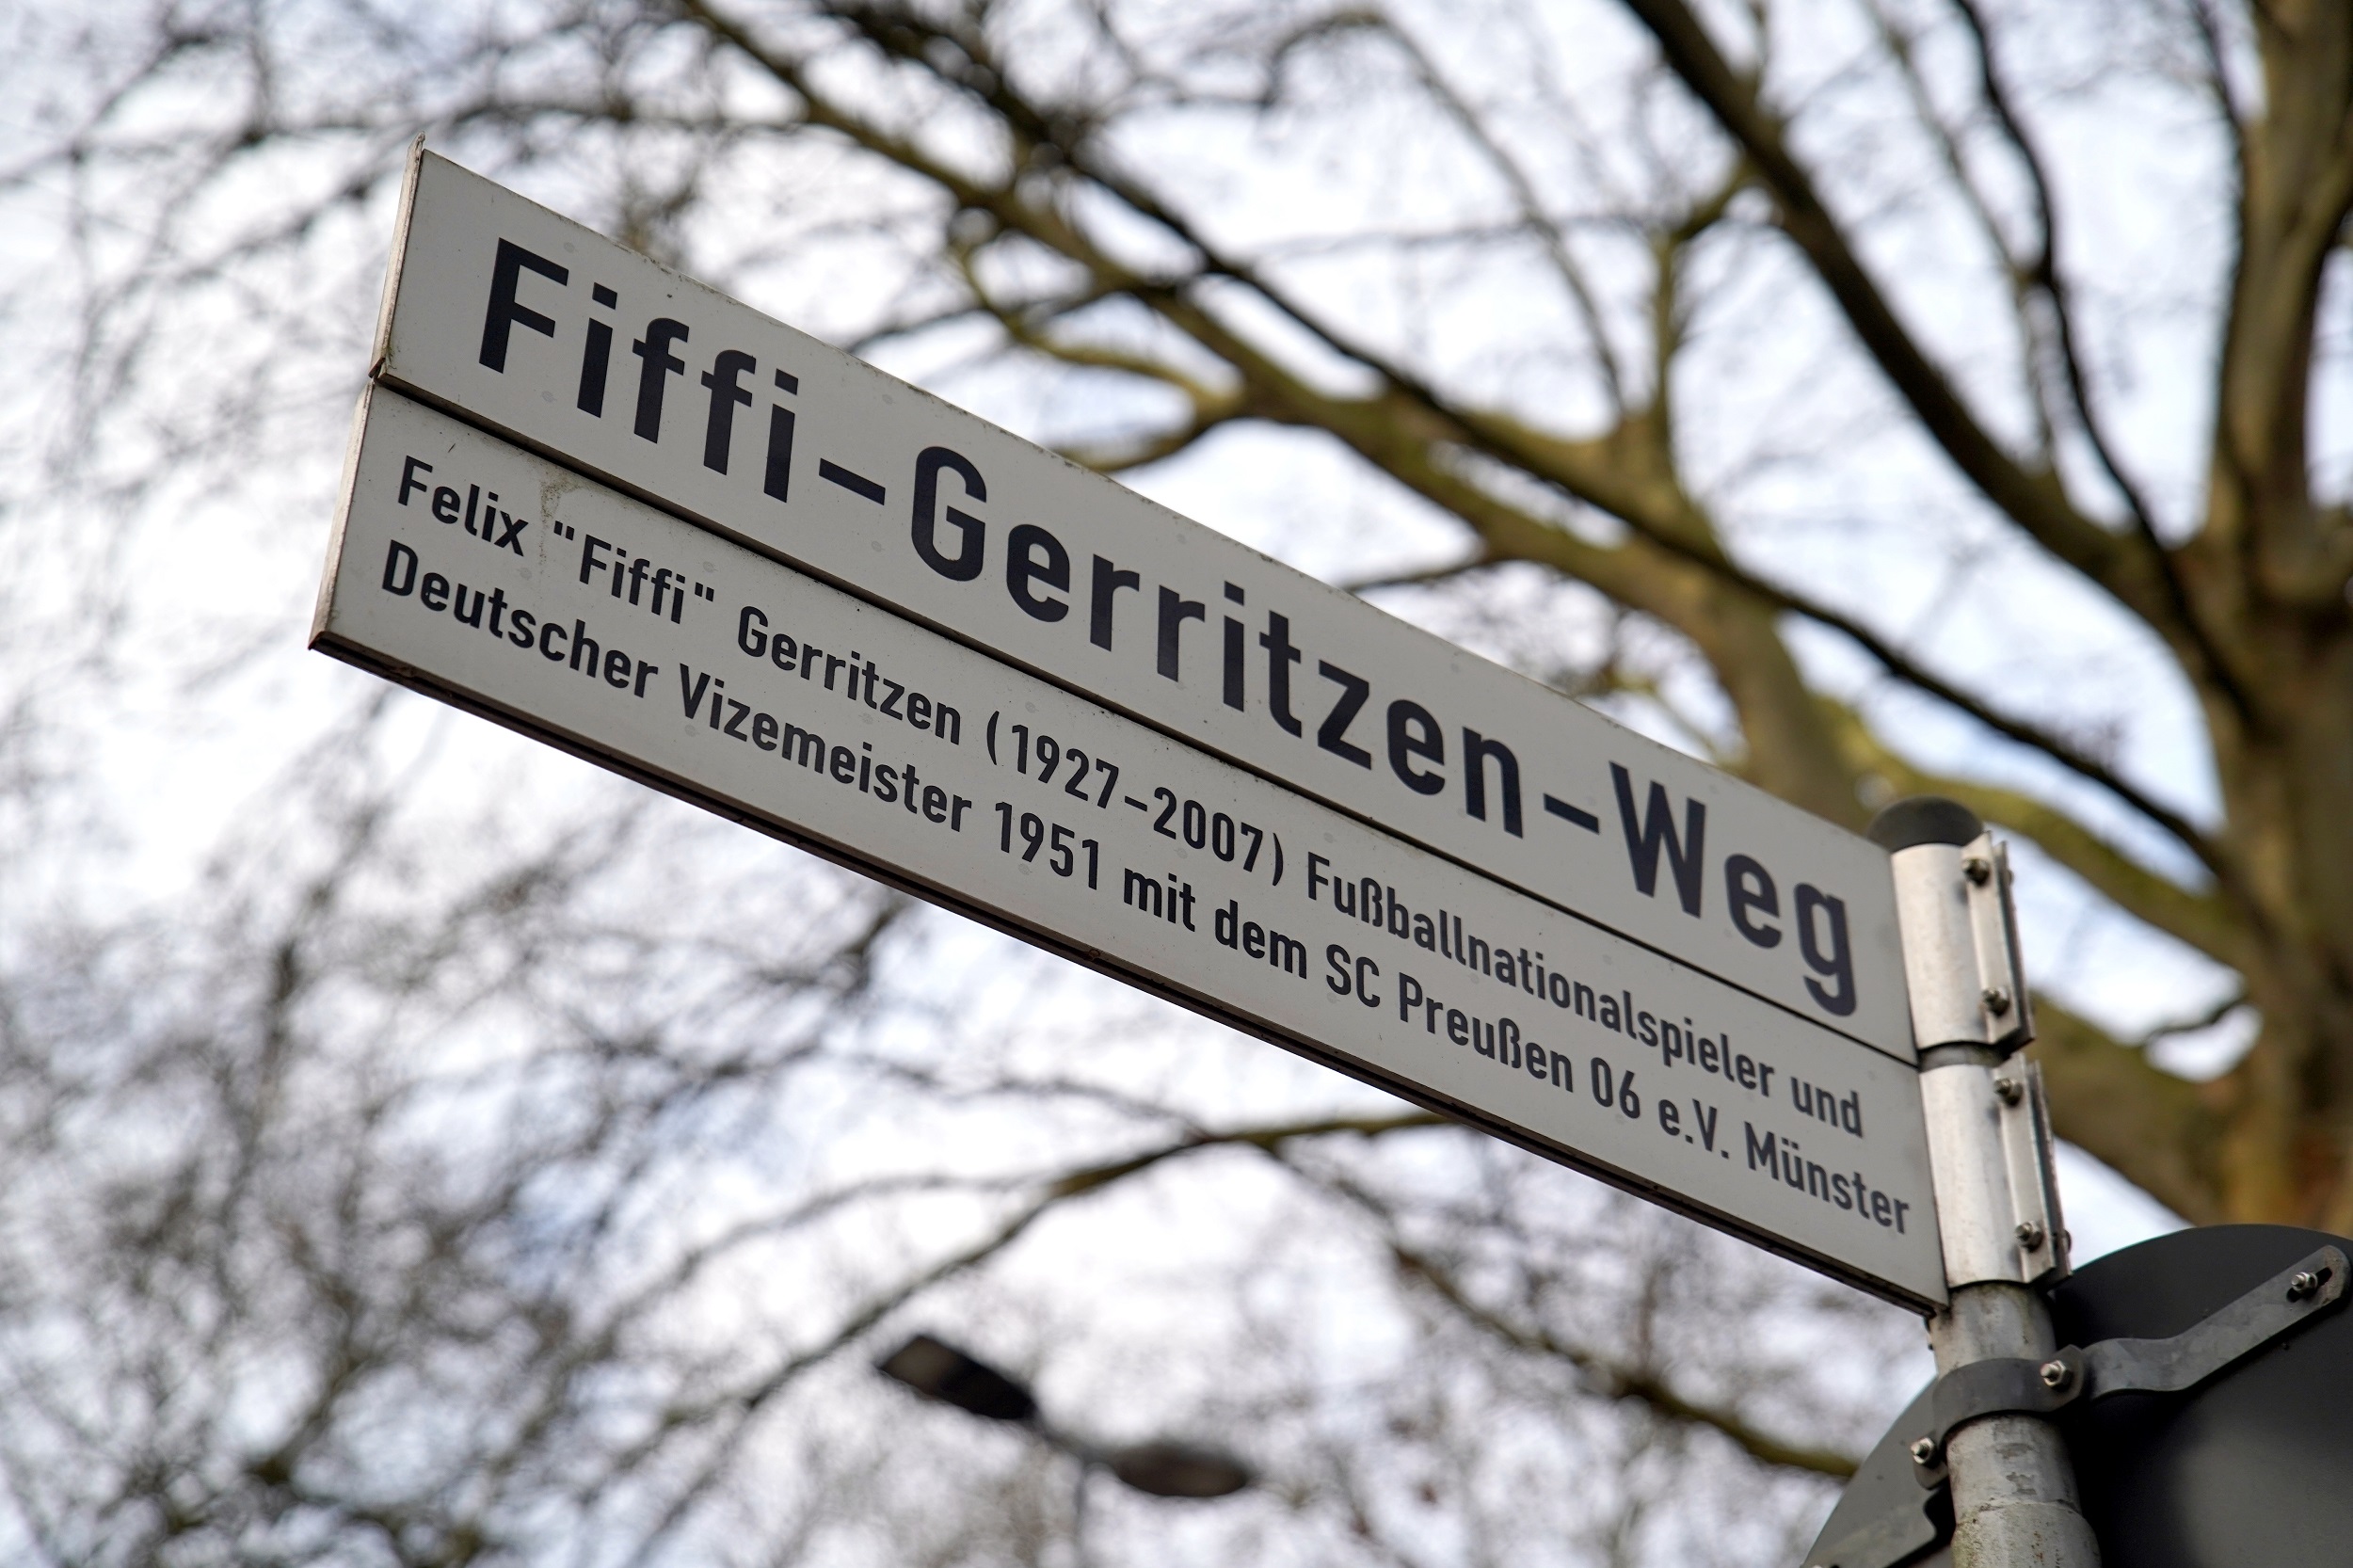 Fiffi-Gerritzen-Weg
Felix "Fiffi" Gerritzen (1927-2007) Fußballnationalspieler und
Deutscher Vizemeister 1951 mit dem SC Preußen 06 e.V. Münster